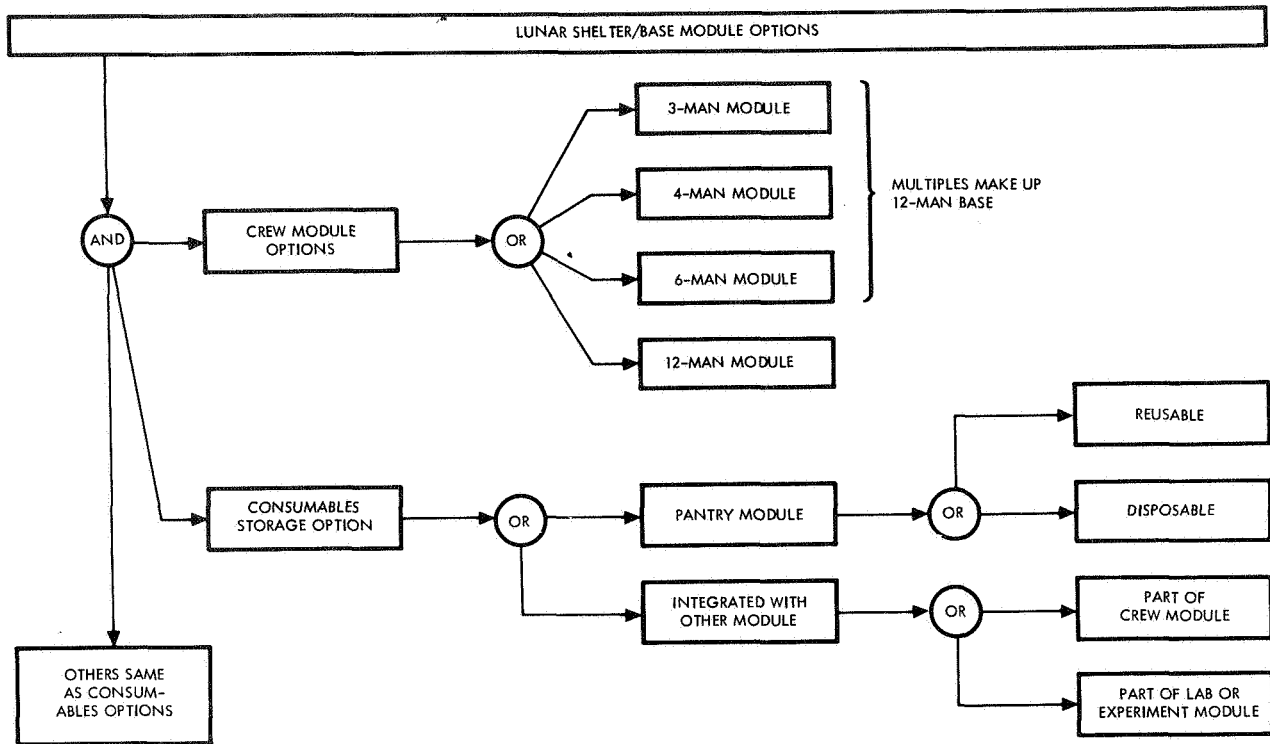 LUNAR SHELTER/BASE MODULE OPTIONS
3-MAN MODULE
4-MAN MODULE
MULTIPLES MAKE UP
12-MAN BASE
AND
CREW MODULE
OPTIONS
OR
6-MAN MODULE
12-MAN MODULE
REUSABLE
CONSUMABLES
STORAGE OPTION
OR
PANTRY MODULE
OR
DISPOSABLE
INTEGRATED WITH
OTHER MODULE
OR
PART OF
CREW MODULE
OTHERS SAME
AS CONSUM-
ABLES OPTIONS
PART OF LAB OR
EXPERIMENT MODULE